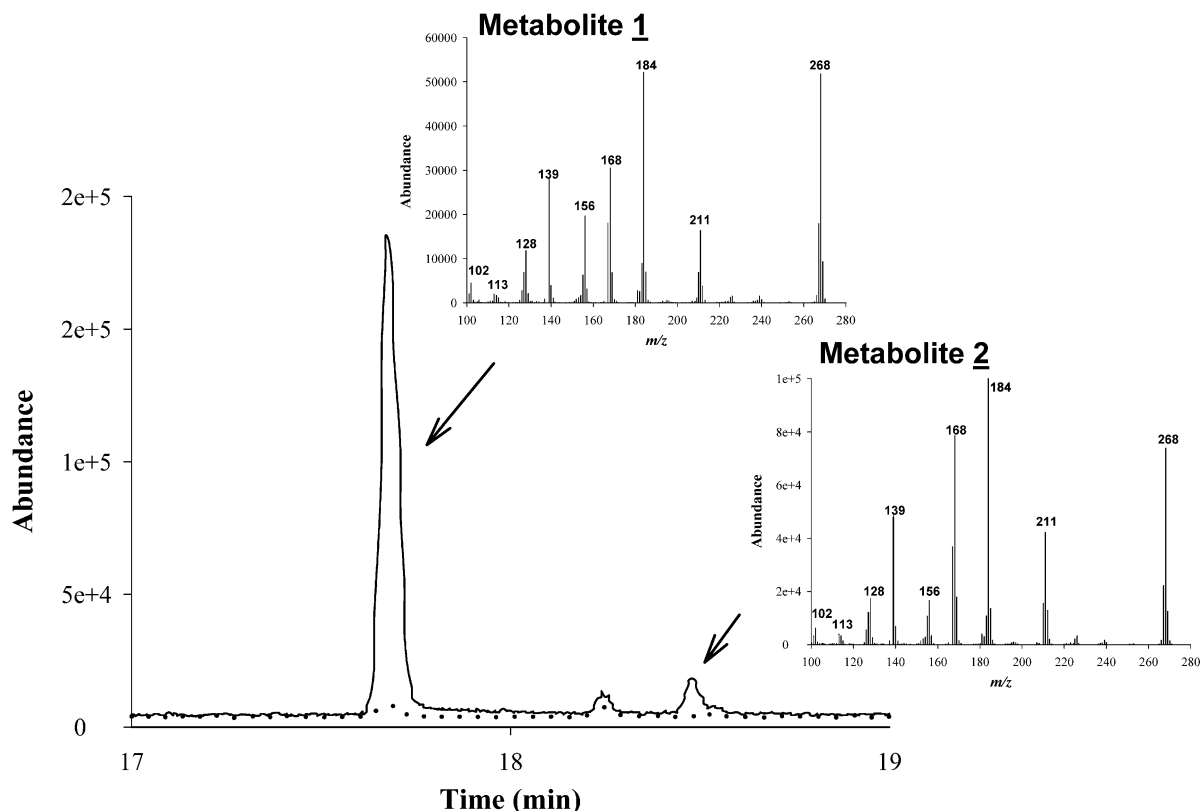 Metabolite 1
60000
50000
40000
30000
20000
10000
0
Abundance
184
268
168
139
156
211
128
102
113
100 120 140 160 180 200 220 240 260 280
m/z
Metabolite 2
1e+5
8e+4
6e+4
4e+4
2e+4
0
Abundance
184
168
268
139
211
128
156
102
113
100 120 140 160 180 200 220 240 260 280
m/z
2e+5
2e+5
1e+5
5e+4
0
Abundance
17 18 19
Time (min)